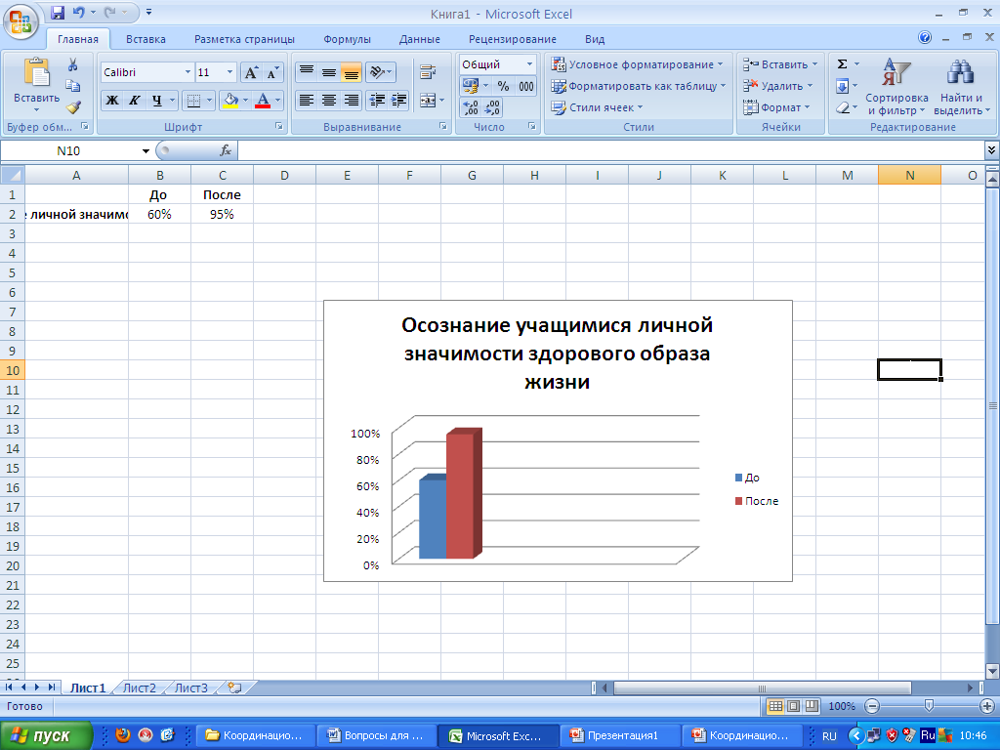 Книга1 - Microsoft Excel
Главная Вставка Разметка страницы Формулы Данные Рецензирование Вид
Вставить
Буфер обм...
Calibri 11
Ж К Ч
Шрифт
Выравнивание
Общий
% 000
Число
Условное форматирование
Форматировать как таблицу
Стили ячеек
Стили
Вставить
Удалить
Формат
Ячейки
Сортировка и фильтр
Найти и выделить
Редактирование
N10 fx
A B C D E F G H I J K L M N O
1 До После
2 е личной значимо 60% 95%
3
4
5
6
7
8
9
10
11
12
13
14
15
16
17
18
19
20
21
22
23
24
25
Осознание учащимися личной
значимости здорового образа
жизни
100%
80%
60%
40%
20%
0%
До
После
Лист1 Лист2 Лист3
Готово 100%
пуск Координацио... Вопросы для ... Microsoft Exc... Презентация1 Координацио... RU Ru 10:46